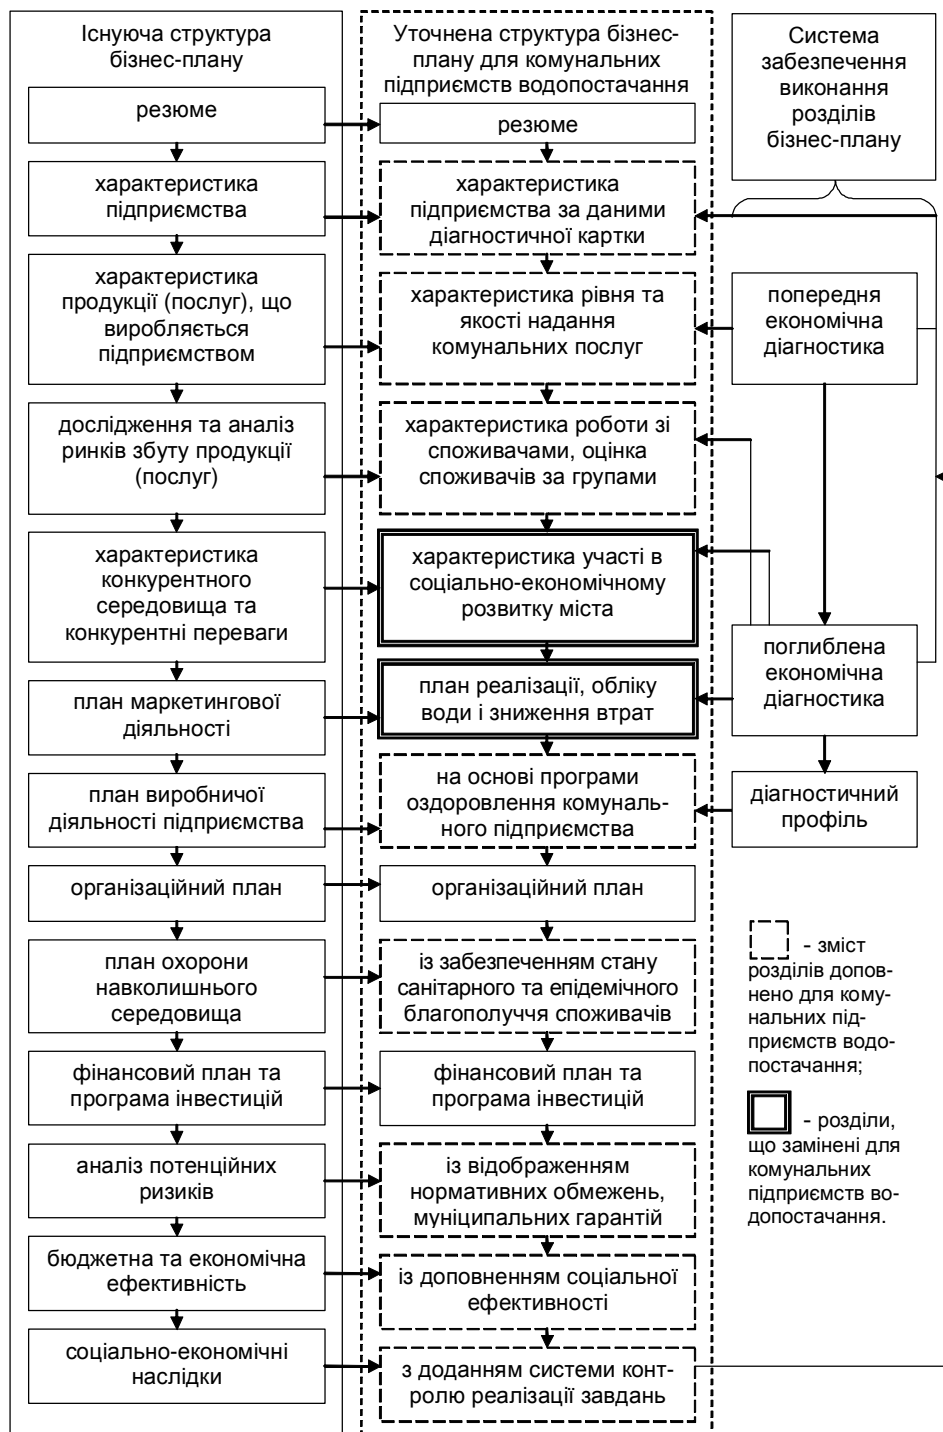 Існуюча структура
бізнес-плану
резюме
характеристика
підприємства
характеристика
продукції (послуг), що
виробляється
підприємством
дослідження та аналіз
ринків збуту продукції
(послуг)
характеристика
конкурентного
середовища та
конкурентні переваги
план маркетингової
діяльності
план виробничої
діяльності підприємства
організаційний план
план охорони
навколишнього
середовища
фінансовий план та
програма інвестицій
аналіз потенційних
ризиків
бюджетна та економічна
ефективність
соціально-економічні
наслідки
Уточнена структура бізнес-
плану для комунальних
підприємств водопостачання
резюме
характеристика
підприємства за даними
діагностичної картки
характеристика рівня та
якості надання
комунальних послуг
характеристика роботи зі
споживачами, оцінка
споживачів за групами
характеристика участі в
соціально-економічному
розвитку міста
план реалізації, обліку
води і зниження втрат
на основі програми
оздоровлення комуналь-
ного підприємства
організаційний план
із забезпеченням стану
санітарного та епідемічного
благополуччя споживачів
фінансовий план та
програма інвестицій
із відображенням
нормативних обмежень,
муніципальних гарантій
із доповненням соціальної
ефективності
з доданням системи конт-
ролю реалізації завдань
Система
забезпечення
виконання
розділів
бізнес-плану
попередня
економічна
діагностика
поглиблена
економічна
діагностика
діагностичний
профіль
- зміст
розділів допов-
нено для кому-
нальних під-
приємств водо-
постачання;
- розділи,
що замінені для
комунальних
підприємств во-
допостачання.